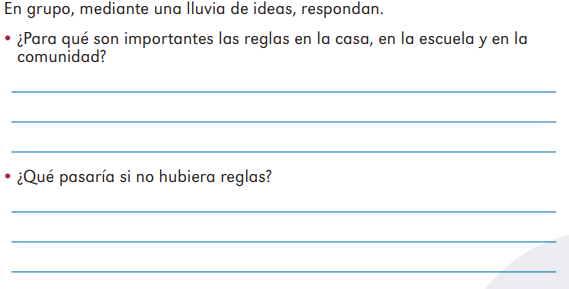 En grupo, mediante una lluvia de ideas, respondan.
• ¿Para qué son importantes las reglas en la casa, en la escuela y en la
comunidad?
• ¿Qué pasaría si no hubiera reglas?